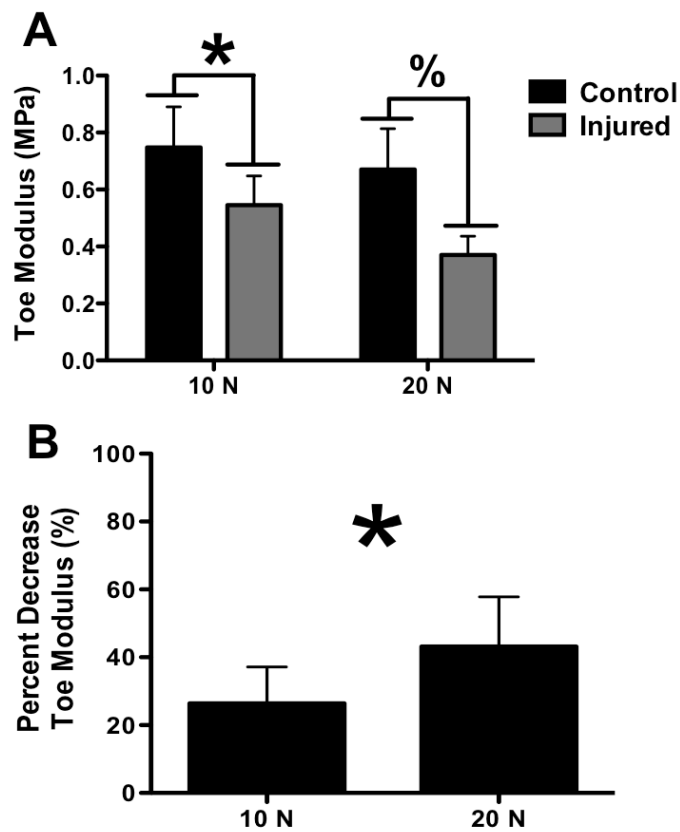 A
*
%
Control
Injured
Toe Modulus (MPa)
1.0
0.8
0.6
0.4
0.2
0.0
10 N
20 N
B
*
Percent Decrease
Toe Modulus (%)
100
80
60
40
20
0
10 N
20 N